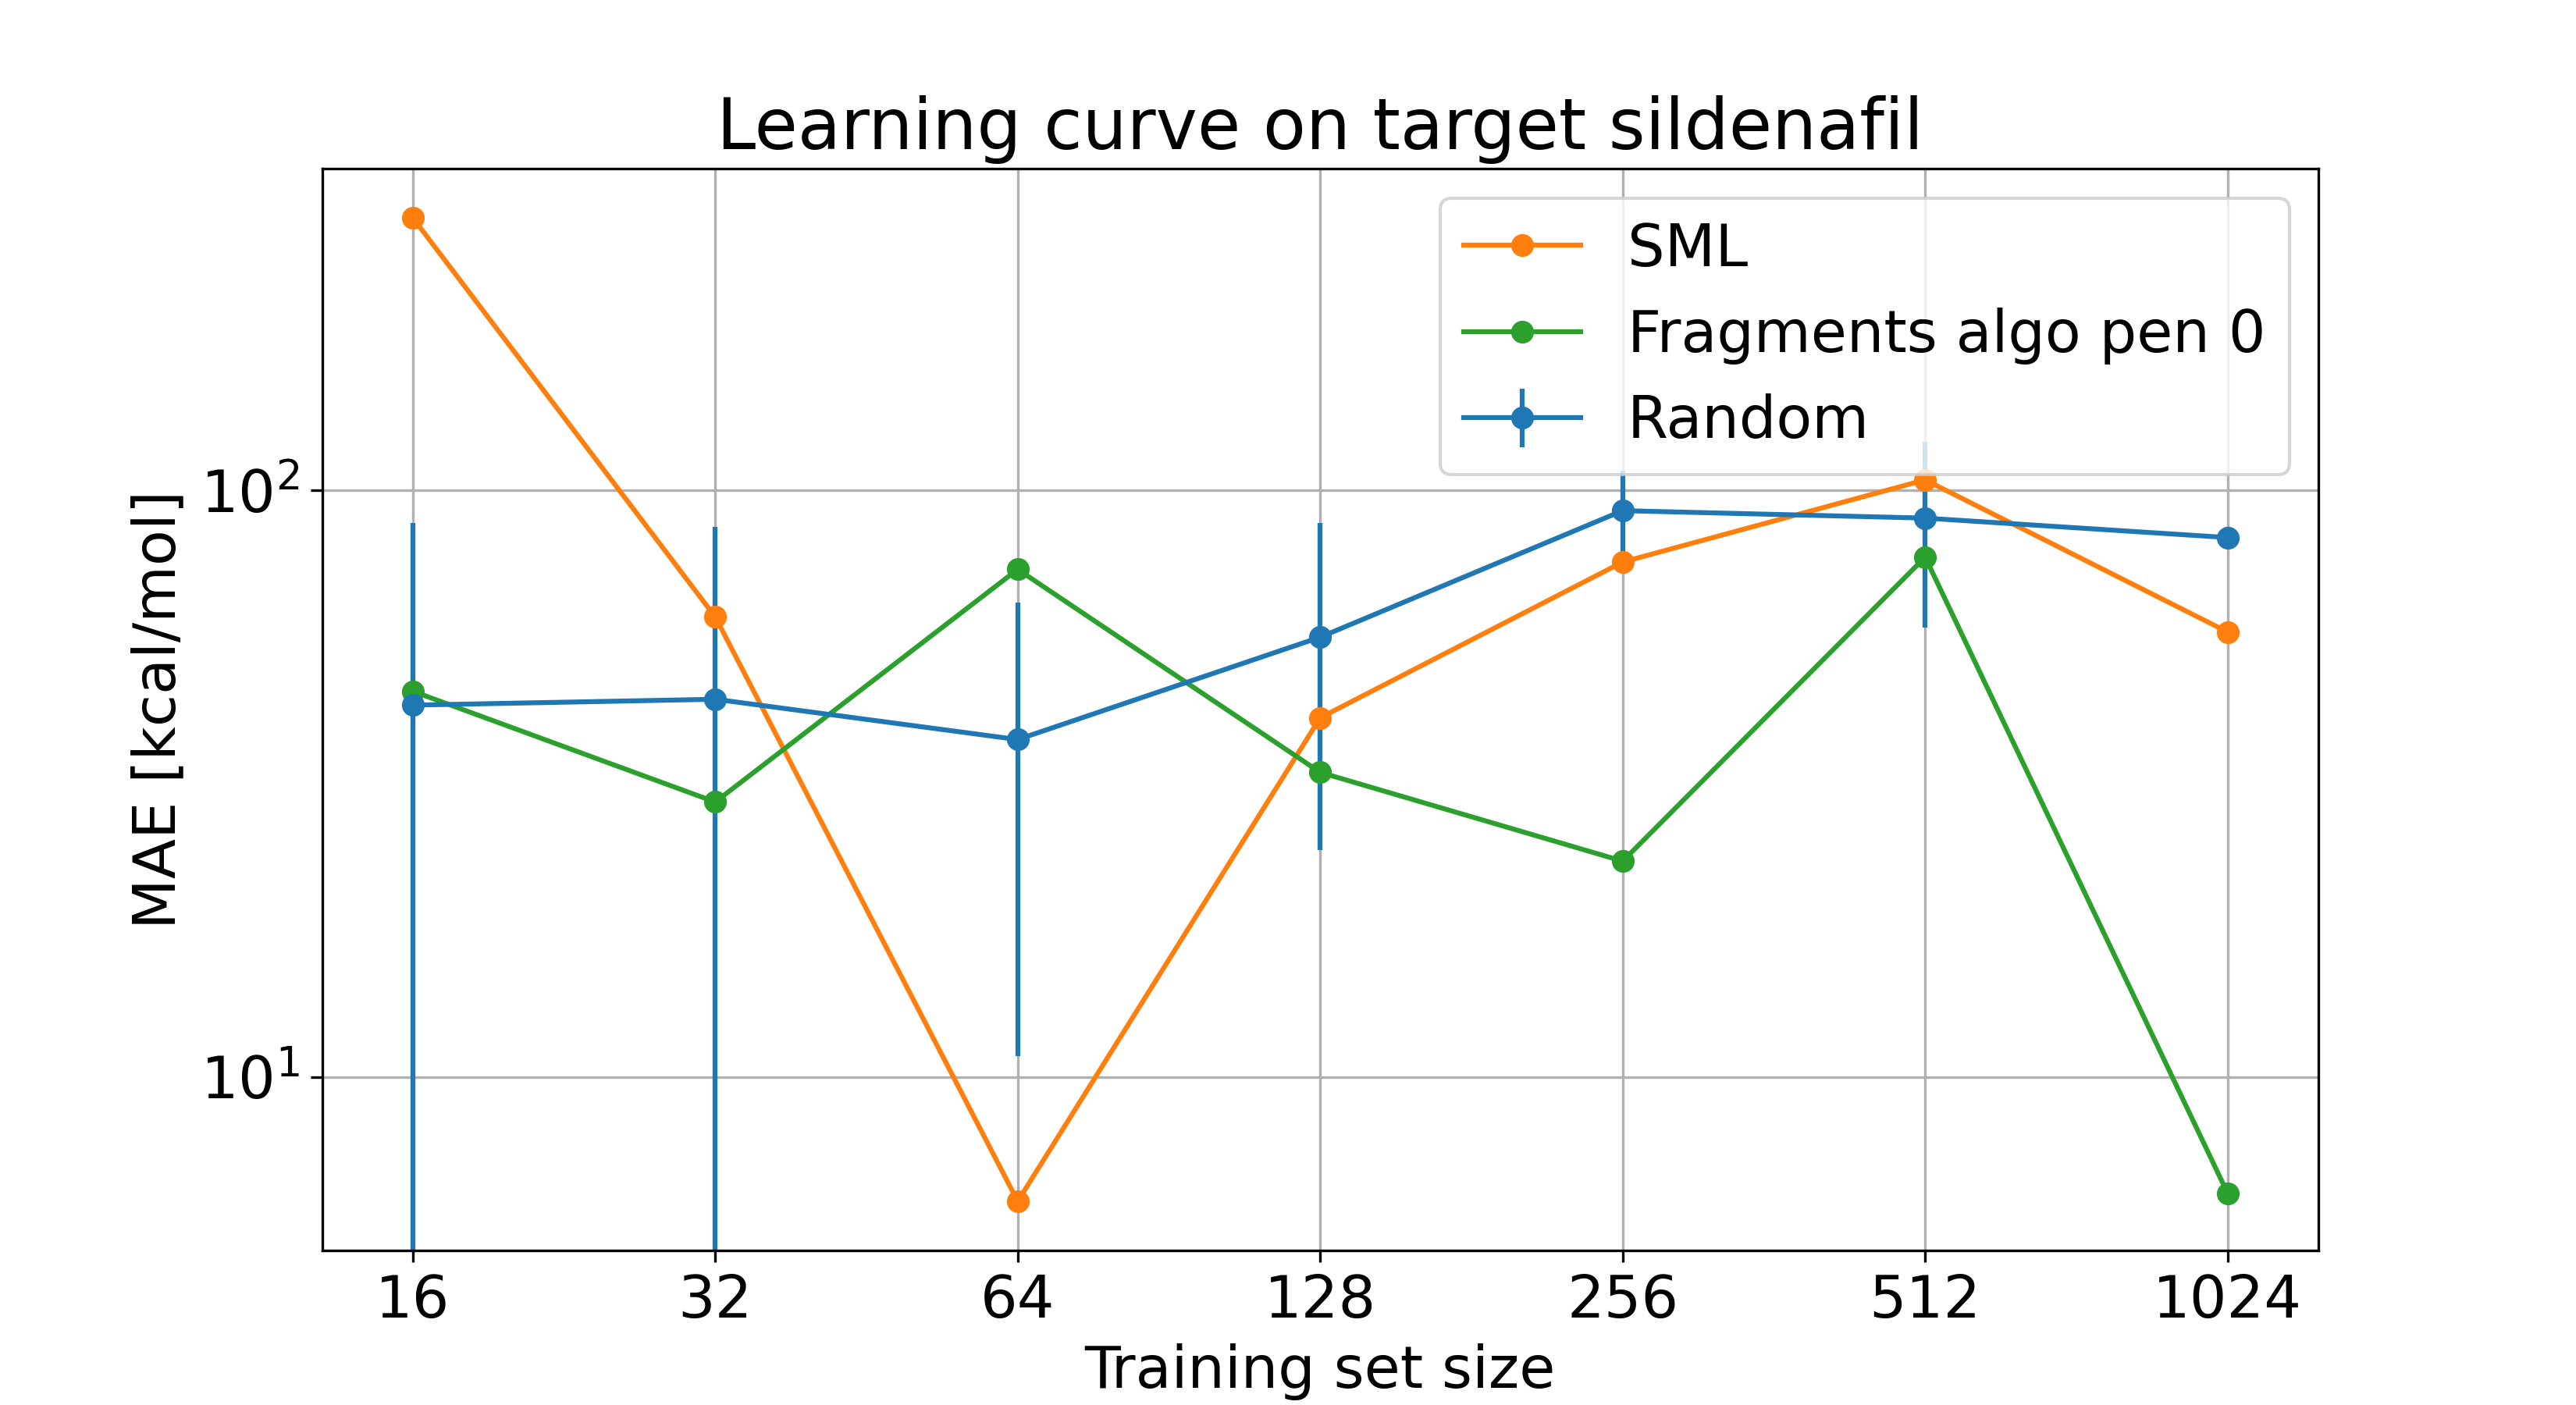 Learning curve on target sildenafil
SML
Fragments algo pen 0
Random
MAE [kcal/mol]
10²
10¹
16 32 64 128 256 512 1024
Training set size